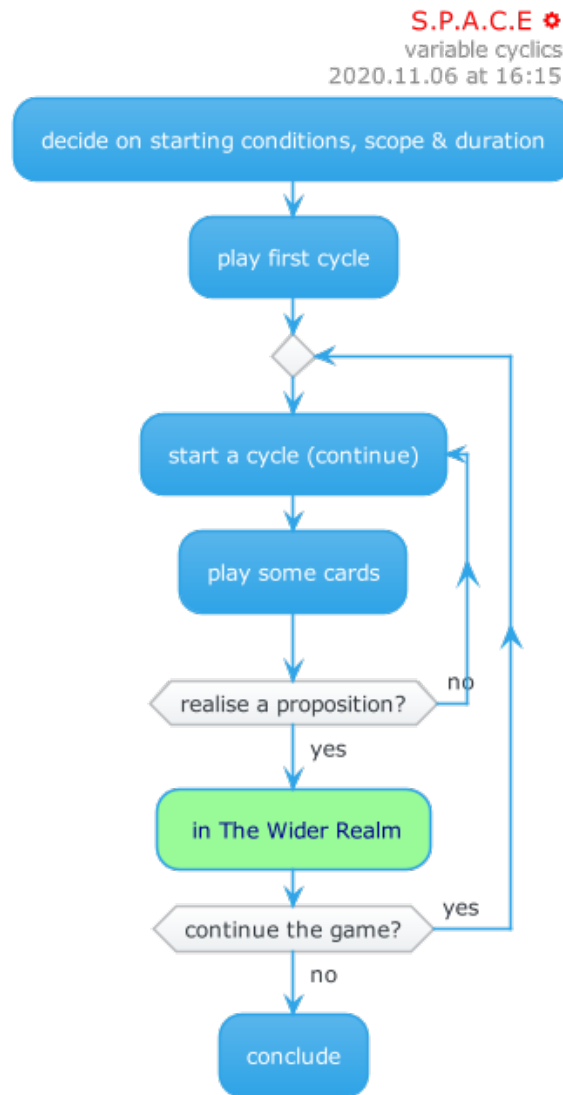 S.P.A.C.E ⚙
variable cyclics
2020.11.06 at 16:15
decide on starting conditions, scope & duration
play first cycle
start a cycle (continue)
play some cards
realise a proposition?
no
yes
in The Wider Realm
continue the game?
yes
no
conclude